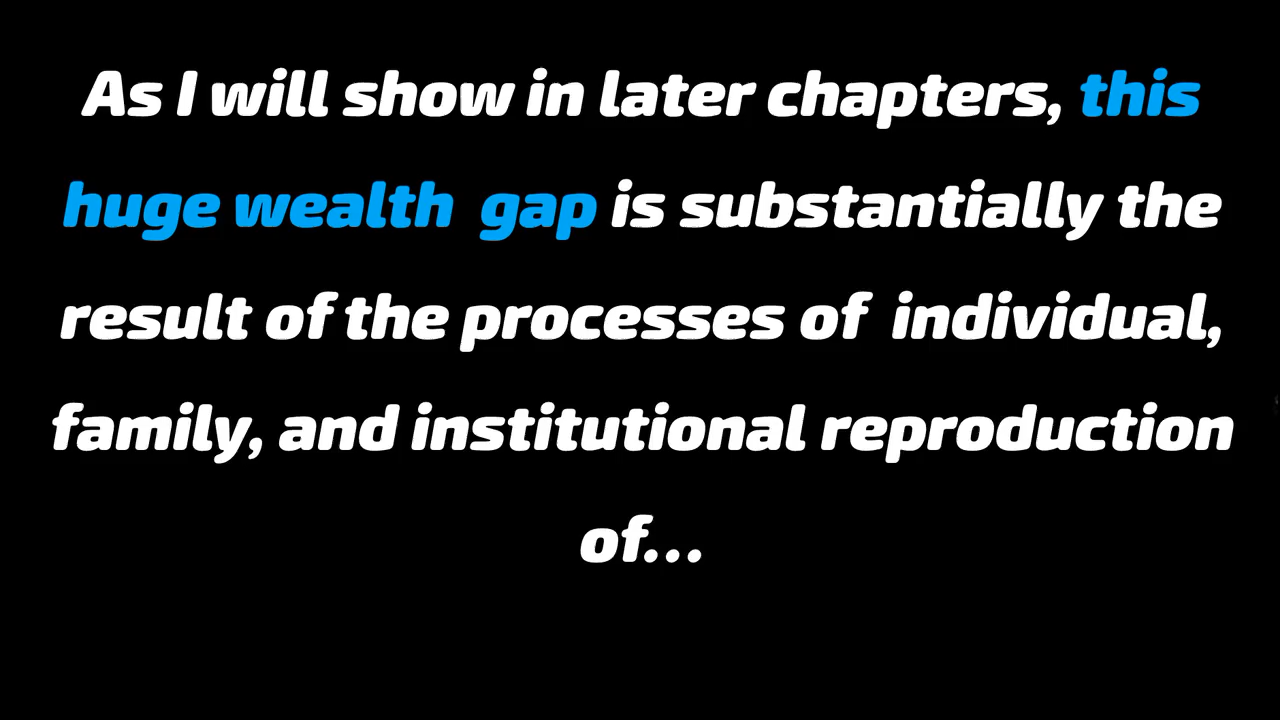 As I will show in later chapters, this
huge wealth gap is substantially the
result of the processes of individual,
family, and institutional reproduction
of...